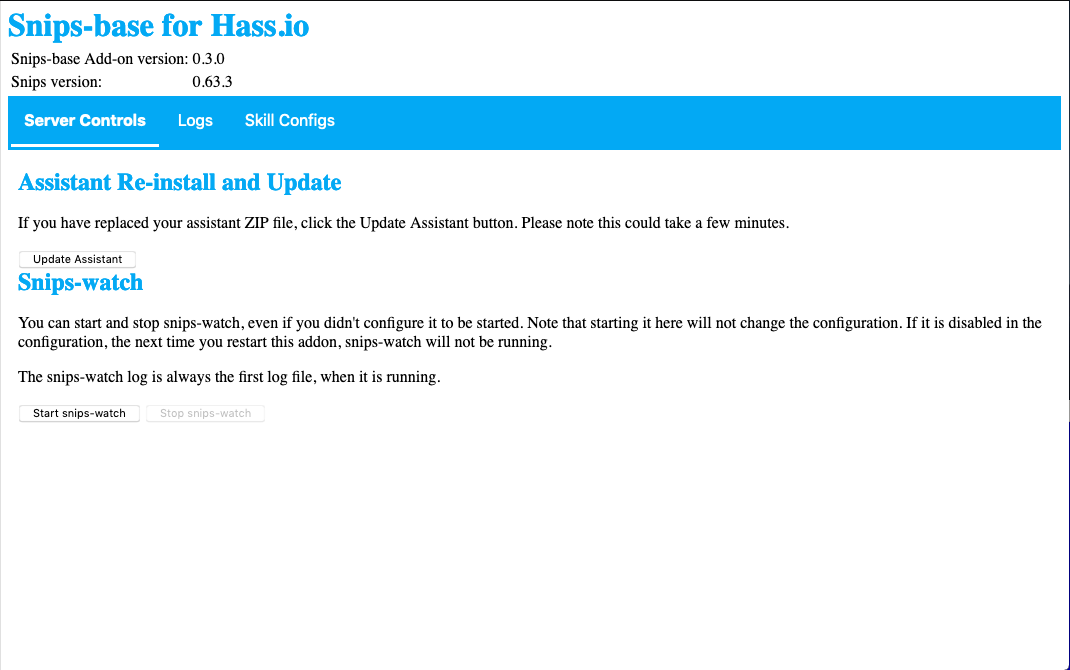 Snips-base for Hass.io
Snips-base Add-on version: 0.3.0
Snips version: 0.63.3
Server Controls Logs Skill Configs
Assistant Re-install and Update
If you have replaced your assistant ZIP file, click the Update Assistant button. Please note this could take a few minutes.
Update Assistant
Snips-watch
You can start and stop snips-watch, even if you didn't configure it to be started. Note that starting it here will not change the configuration. If it is disabled in the
configuration, the next time you restart this addon, snips-watch will not be running.
The snips-watch log is always the first log file, when it is running.
Start snips-watch Stop snips-watch